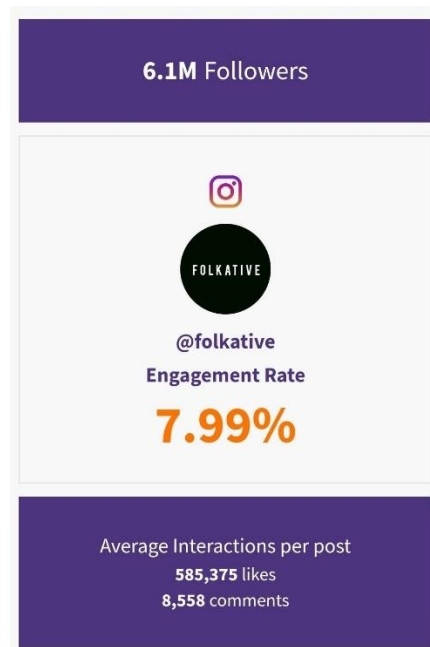 6.1M Followers
FOLKATIVE
@folkative
Engagement Rate
7.99%
Average Interactions per post
585,375 likes
8,558 comments